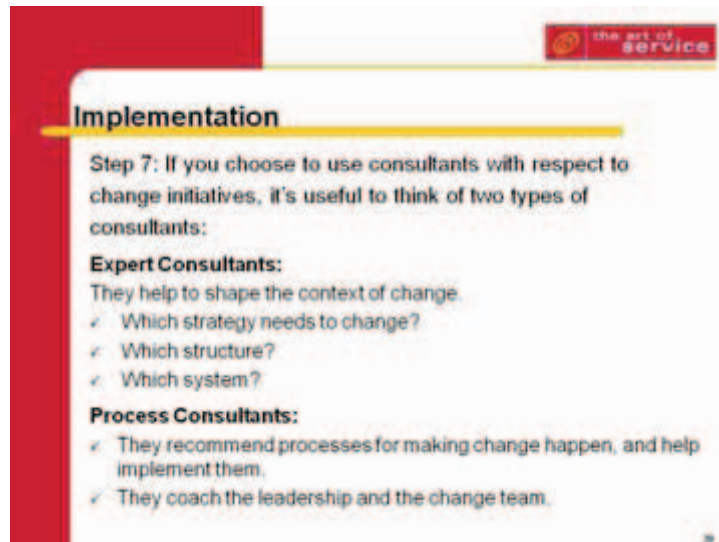 the art of
service
Implementation
Step 7: If you choose to use consultants with respect to
change initiatives, it's useful to think of two types of
consultants:
Expert Consultants:
They help to shape the context of change.
✓ Which strategy needs to change?
✓ Which structure?
✓ Which system?
Process Consultants:
✓ They recommend processes for making change happen, and help
implement them.
✓ They coach the leadership and the change team.